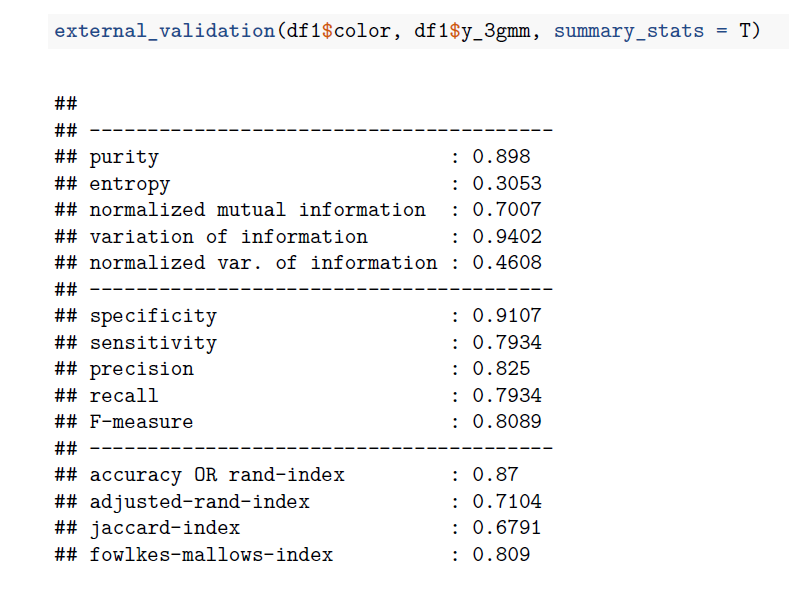 external_validation(df1$color, df1$y_3gmm, summary_stats = T)
##
## ----------------------------------------
## purity                         : 0.898
## entropy                        : 0.3053
## normalized mutual information  : 0.7007
## variation of information       : 0.9402
## normalized var. of information : 0.4608
## ----------------------------------------
## specificity                    : 0.9107
## sensitivity                    : 0.7934
## precision                      : 0.825
## recall                         : 0.7934
## F-measure                      : 0.8089
## ----------------------------------------
## accuracy OR rand-index         : 0.87
## adjusted-rand-index            : 0.7104
## jaccard-index                  : 0.6791
## fowlkes-mallows-index          : 0.809